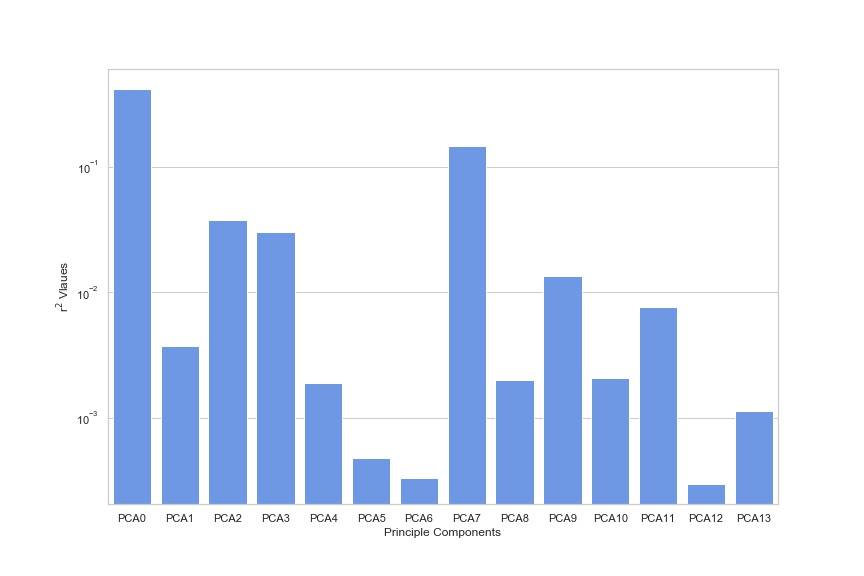 10⁻¹
10⁻²
10⁻³
r² Vlaues
PCA0 PCA1 PCA2 PCA3 PCA4 PCA5 PCA6 PCA7 PCA8 PCA9 PCA10 PCA11 PCA12 PCA13
Principle Components